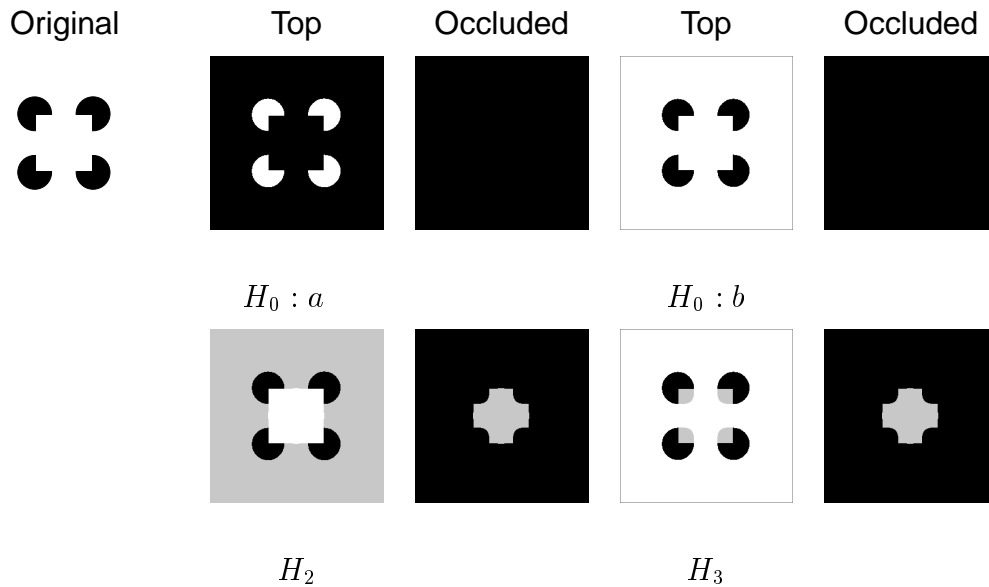 Original Top Occluded Top Occluded
H₀ : a H₀ : b
H₂ H₃